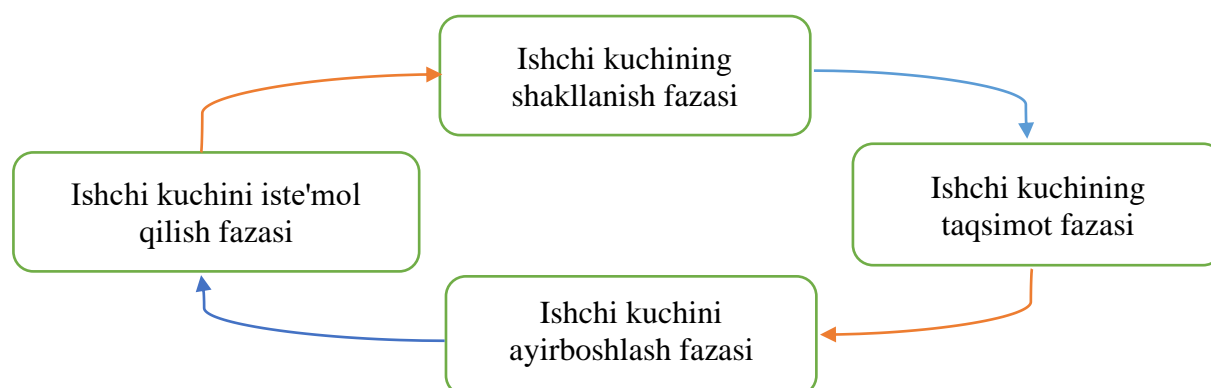 Ishchi kuchining
shakllanish fazasi
Ishchi kuchining
taqsimot fazasi
Ishchi kuchini
ayirboshlash fazasi
Ishchi kuchini iste'mol
qilish fazasi